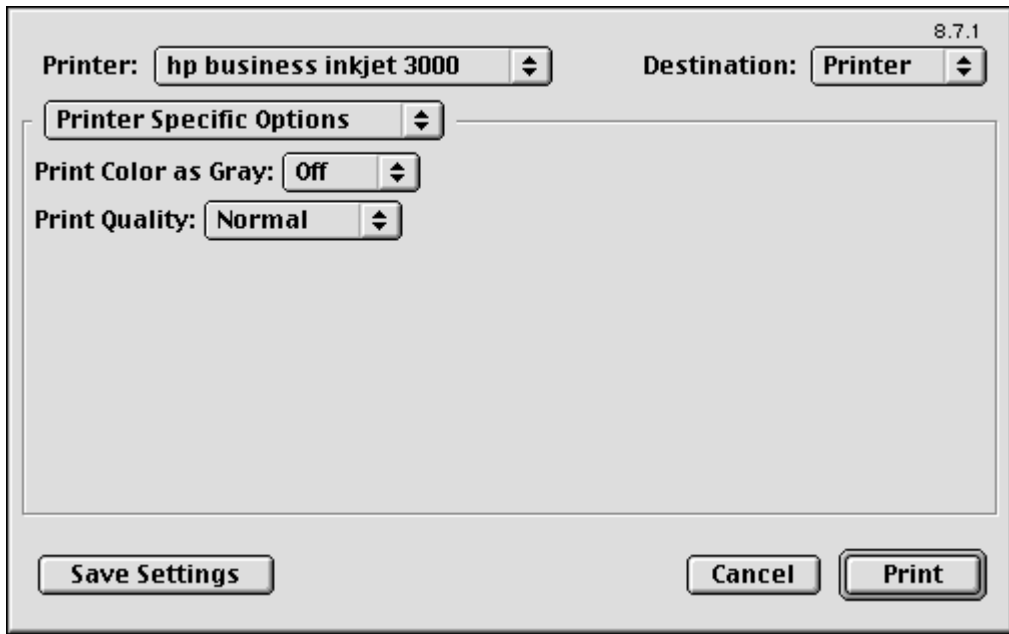 8.7.1
Printer: hp business inkjet 3000 Destination: Printer
Printer Specific Options
Print Color as Gray: Off
Print Quality: Normal
Save Settings Cancel Print